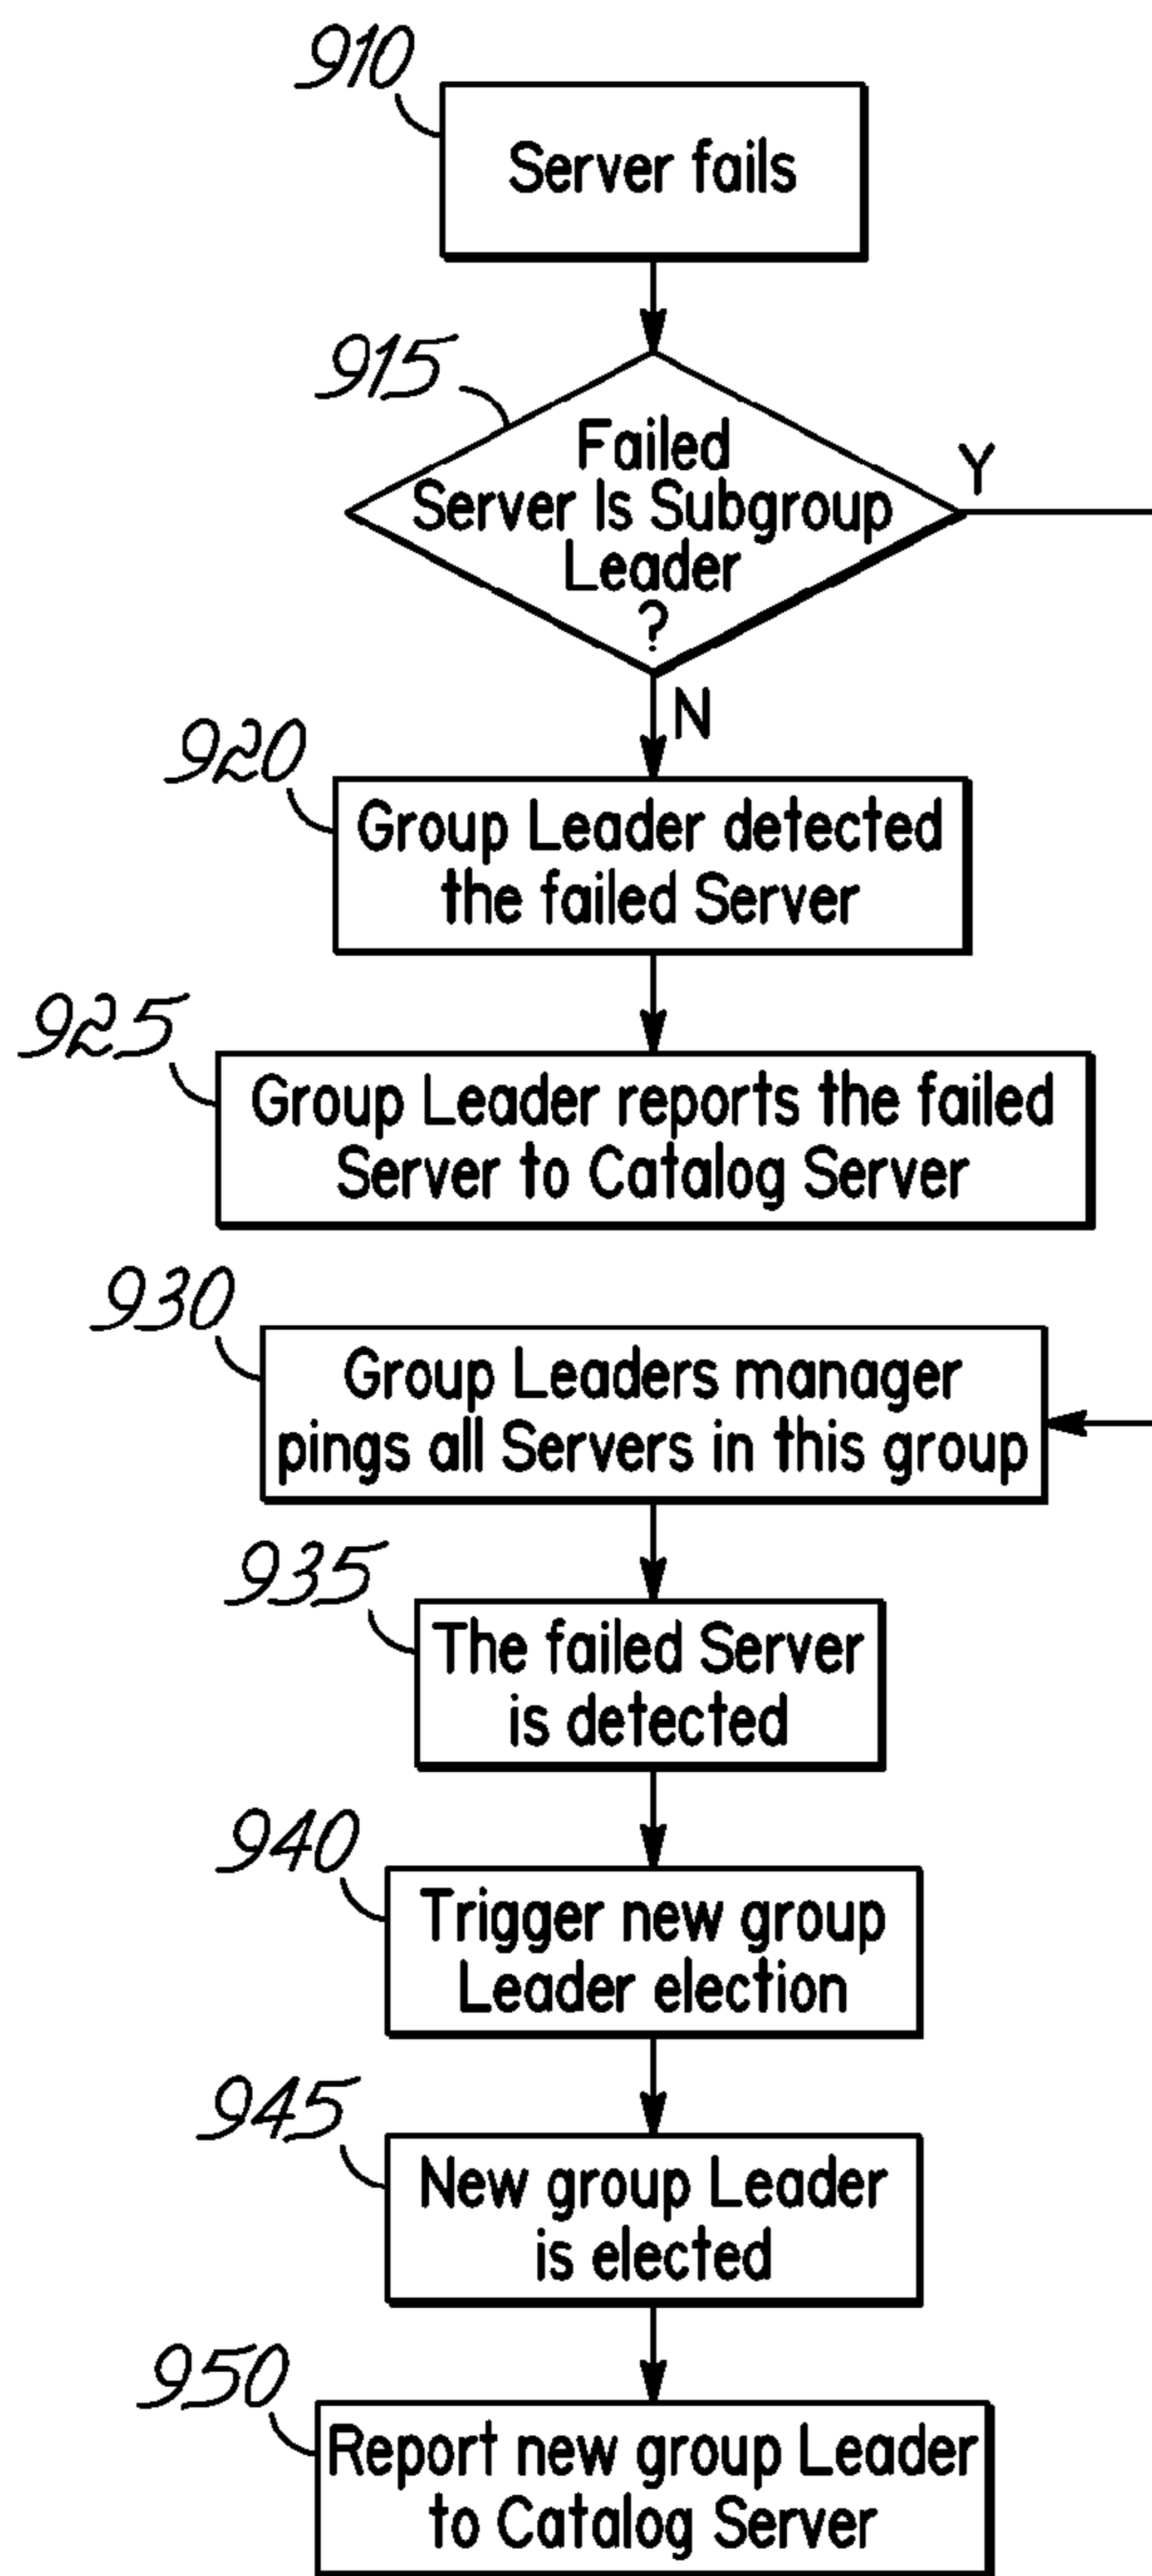 910
Server fails
915
Failed
Server Is Subgroup
Leader
?
Y
N
920
Group Leader detected
the failed Server
925
Group Leader reports the failed
Server to Catalog Server
930
Group Leaders manager
pings all Servers in this group
935
The failed Server
is detected
940
Trigger new group
Leader election
945
New group Leader
is elected
950
Report new group Leader
to Catalog Server